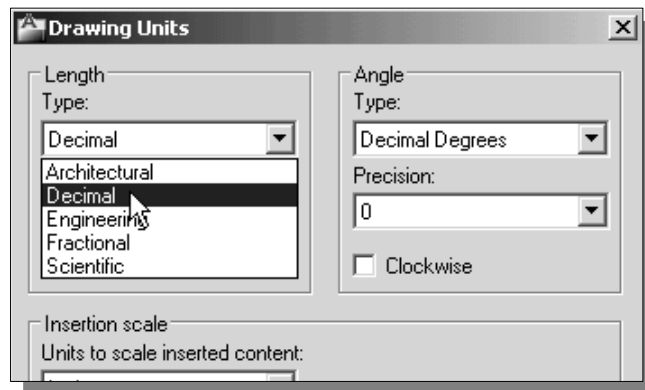 Drawing Units
Length
Type:
Decimal
Architectural
Decimal
Engineering
Fractional
Scientific
Angle
Type:
Decimal Degrees
Precision:
0
Clockwise
Insertion scale
Units to scale inserted content: